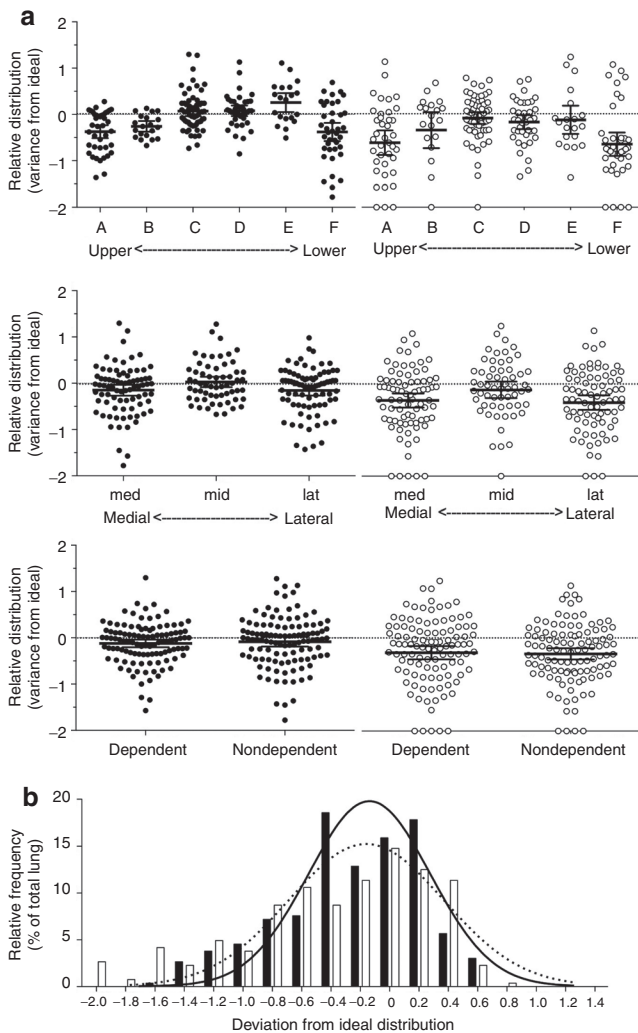 a
Relative distribution
(variance from ideal)
2
1
0
−1
−2
A B C D E F A B C D E F
Upper <--------------------------> Lower Upper <--------------------------> Lower
Relative distribution
(variance from ideal)
2
1
0
−1
−2
med mid lat med mid lat
Medial <--------------------> Lateral Medial <--------------------> Lateral
Relative distribution
(variance from ideal)
2
1
0
−1
−2
Dependent Nondependent Dependent Nondependent
b
Relative frequency
(% of total lung)
20
15
10
5
0
−2.0 −1.8 −1.6 −1.4 −1.2 −1.0 −0.8 −0.6 −0.4 −0.2 0 0.2 0.4 0.6 0.8 1.0 1.2 1.4
Deviation from ideal distribution